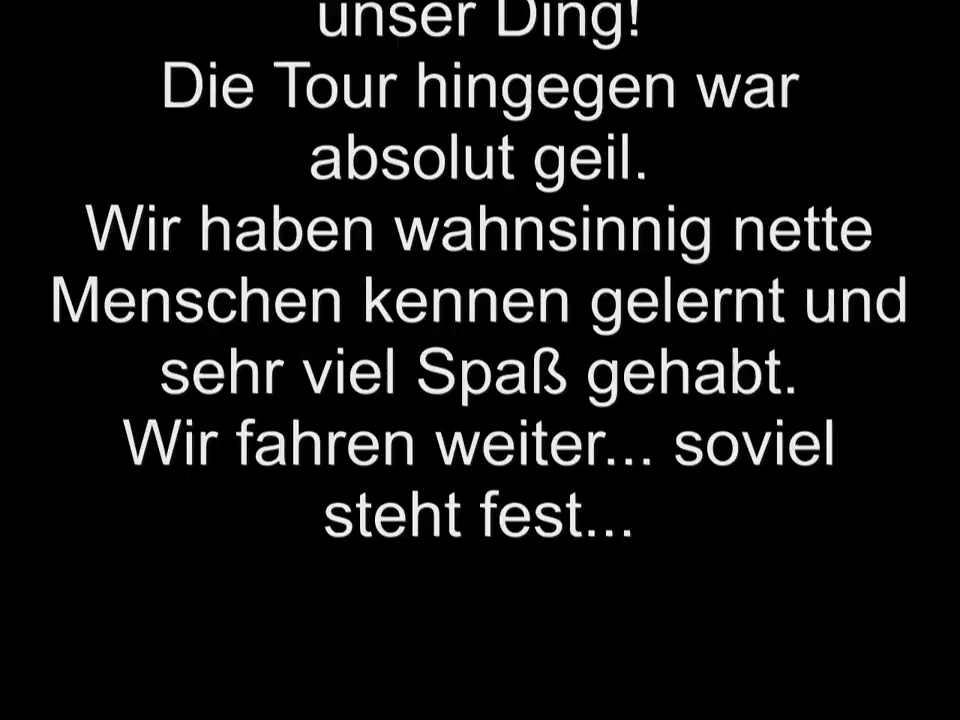 unser Ding!
Die Tour hingegen war
absolut geil.
Wir haben wahnsinnig nette
Menschen kennen gelernt und
sehr viel Spaß gehabt.
Wir fahren weiter... soviel
steht fest...